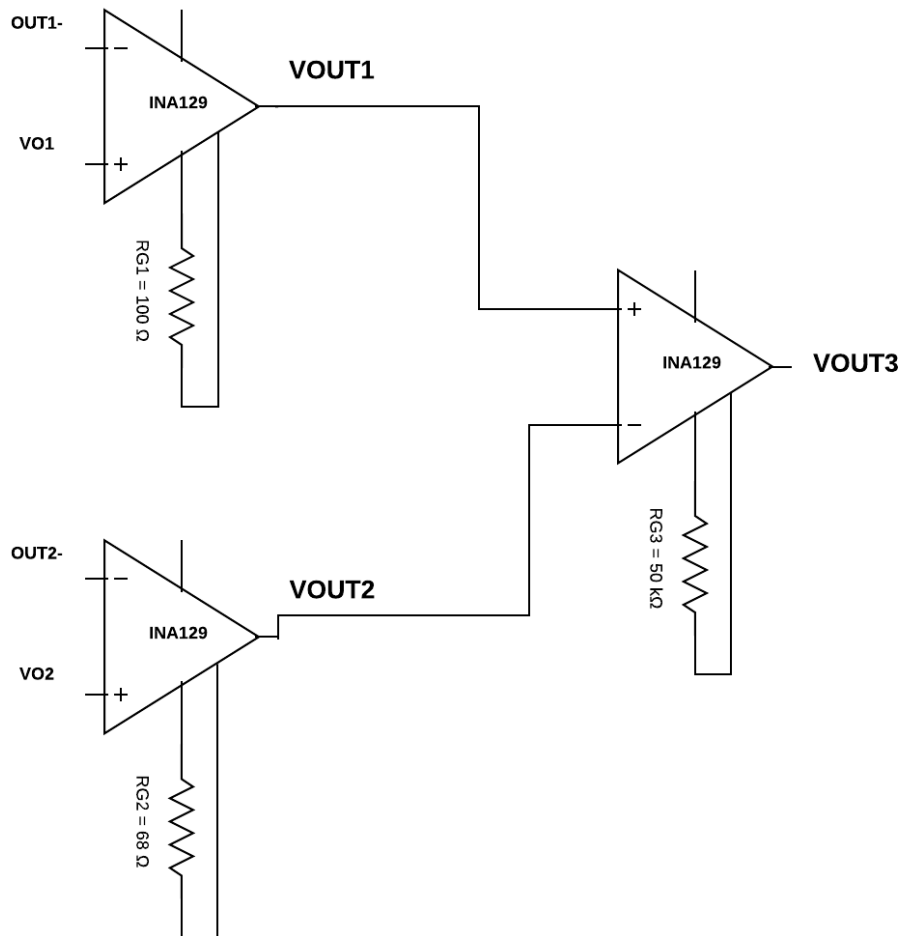 OUT1-
−
VOUT1
INA129
VO1
+
RG1 = 100 Ω
+
INA129
VOUT3
−
RG3 = 50 kΩ
OUT2-
−
VOUT2
INA129
VO2
+
RG2 = 68 Ω